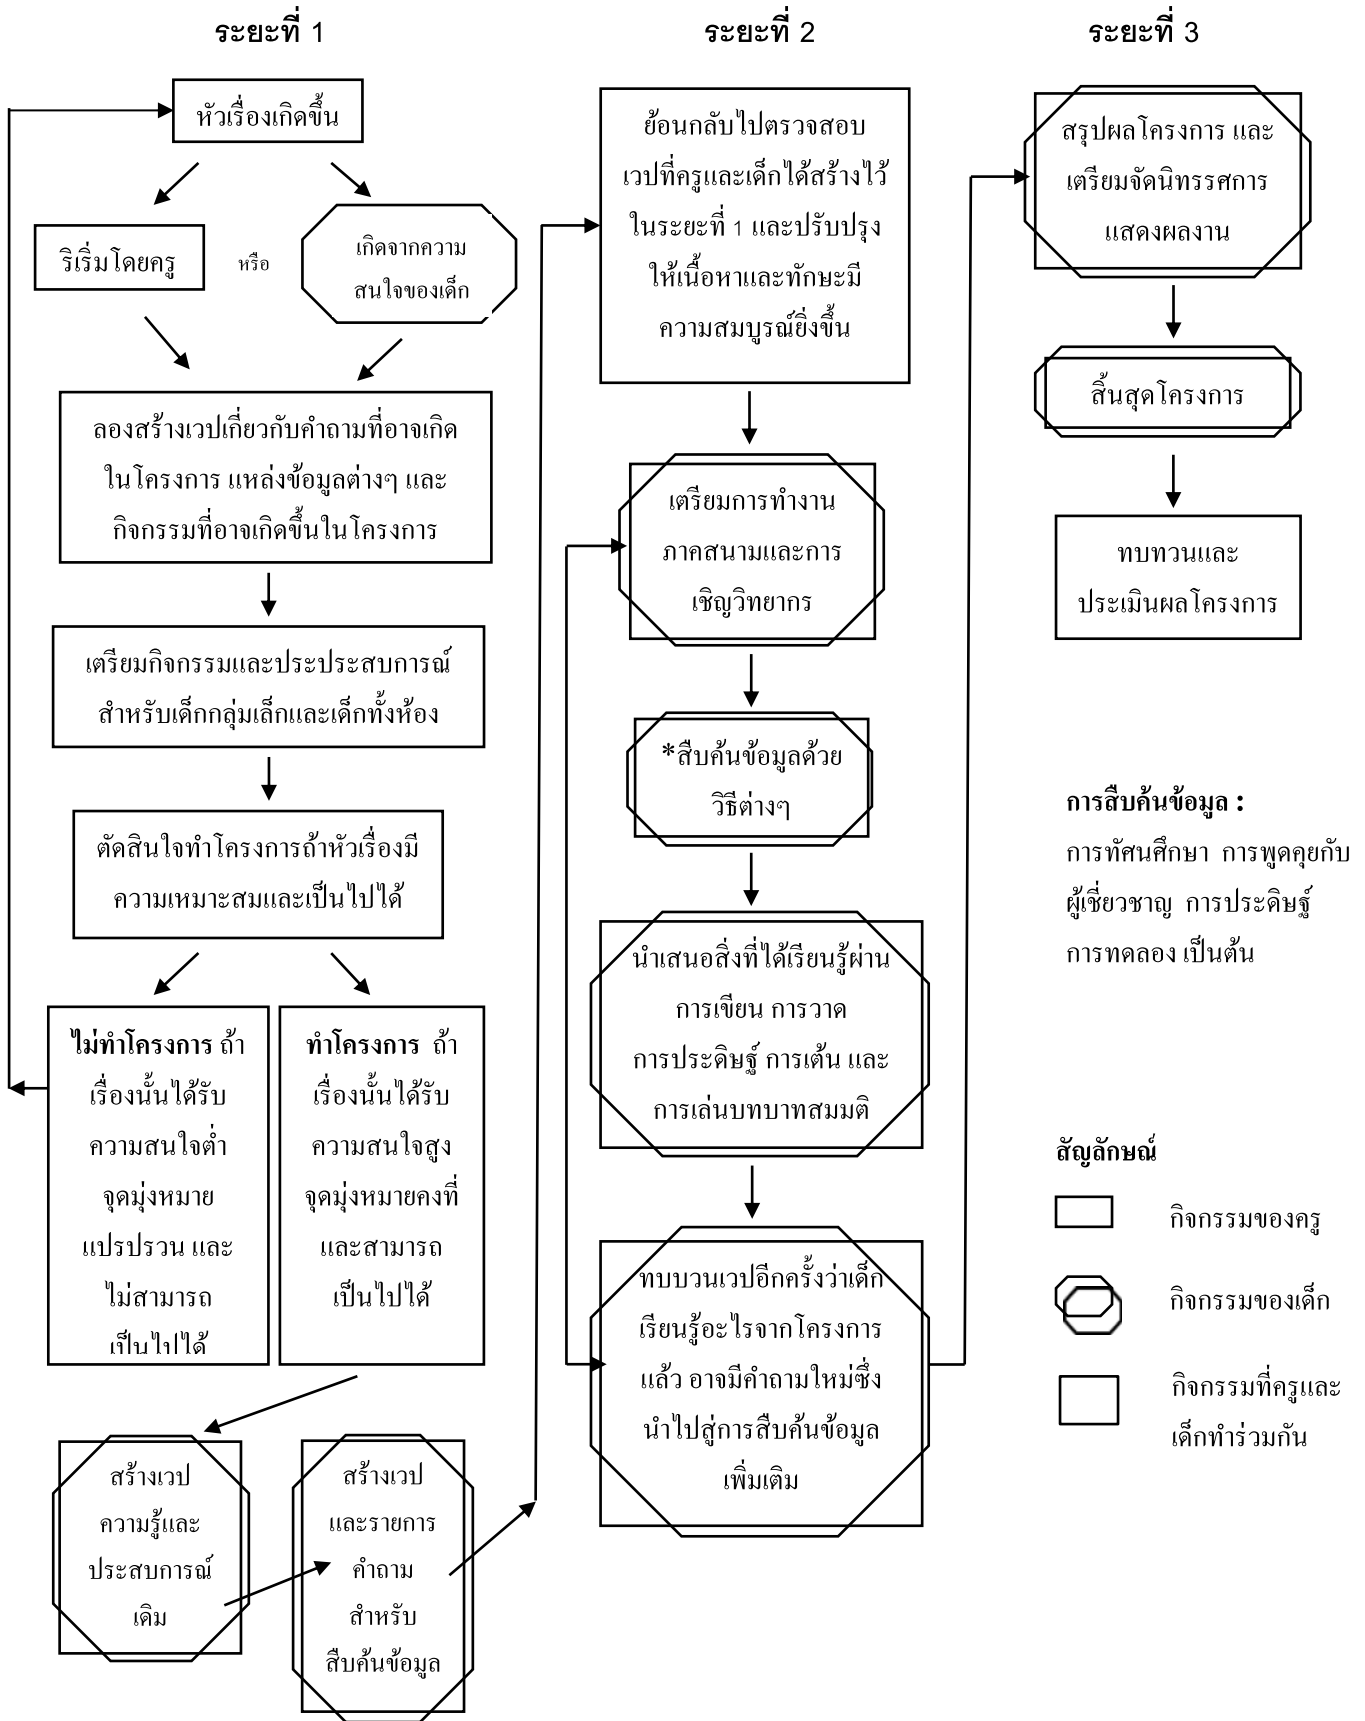 ระยะที่ 1
หัวเรื่องเกิดขึ้น
ริเริ่มโดยครู
หรือ
เกิดจากความ
สนใจของเด็ก
ลองสร้างเวปเกี่ยวกับคำถามที่อาจเกิด
ในโครงการ แหล่งข้อมูลต่างๆ และ
กิจกรรมที่อาจเกิดขึ้นในโครงการ
เตรียมกิจกรรมและประประสบการณ์
สำหรับเด็กกลุ่มเล็กและเด็กทั้งห้อง
ตัดสินใจทำโครงการถ้าหัวเรื่องมี
ความเหมาะสมและเป็นไปได้
ไม่ทำโครงการ ถ้า
เรื่องนั้นได้รับ
ความสนใจต่ำ
จุดมุ่งหมาย
แปรปรวน และ
ไม่สามารถ
เป็นไปได้
ทำโครงการ ถ้า
เรื่องนั้นได้รับ
ความสนใจสูง
จุดมุ่งหมายคงที่
และสามารถ
เป็นไปได้
สร้างเวป
ความรู้และ
ประสบการณ์
เดิม
สร้างเวป
และรายการ
คำถาม
สำหรับ
สืบค้นข้อมูล
ระยะที่ 2
ย้อนกลับไปตรวจสอบ
เวปที่ครูและเด็กได้สร้างไว้
ในระยะที่ 1 และปรับปรุง
ให้เนื้อหาและทักษะมี
ความสมบูรณ์ยิ่งขึ้น
เตรียมการทำงาน
ภาคสนามและการ
เชิญวิทยากร
*สืบค้นข้อมูลด้วย
วิธีต่างๆ
นำเสนอสิ่งที่ได้เรียนรู้ผ่าน
การเขียน การวาด
การประดิษฐ์ การเต้น และ
การเล่นบทบาทสมมติ
ทบบวนเวปอีกครั้งว่าเด็ก
เรียนรู้อะไรจากโครงการ
แล้ว อาจมีคำถามใหม่ซึ่ง
นำไปสู่การสืบค้นข้อมูล
เพิ่มเติม
ระยะที่ 3
สรุปผลโครงการ และ
เตรียมจัดนิทรรศการ
แสดงผลงาน
สิ้นสุดโครงการ
ทบทวนและ
ประเมินผลโครงการ
การสืบค้นข้อมูล :
การทัศนศึกษา การพูดคุยกับ
ผู้เชี่ยวชาญ การประดิษฐ์
การทดลอง เป็นต้น
สัญลักษณ์
กิจกรรมของครู
กิจกรรมของเด็ก
กิจกรรมที่ครูและ
เด็กทำร่วมกัน